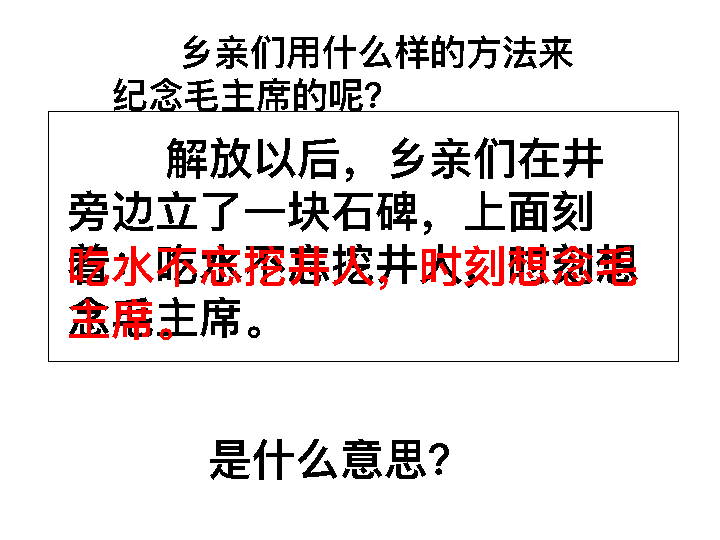 乡亲们用什么样的方法来
纪念毛主席的呢?
解放以后，乡亲们在井
旁边立了一块石碑，上面刻
着：吃水不忘挖井人，时刻想
念毛主席。
吃水不忘挖井人，时刻想念毛
主席。
是什么意思?